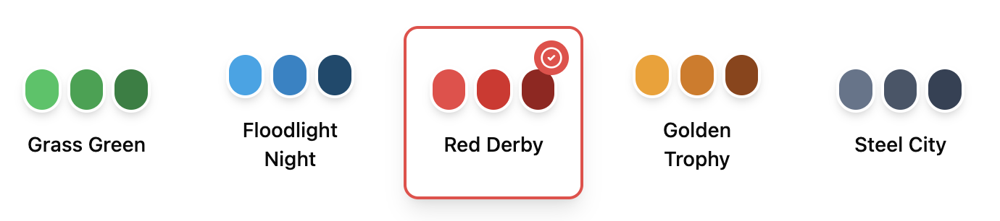 Grass Green
Floodlight
Night
Red Derby
Golden
Trophy
Steel City